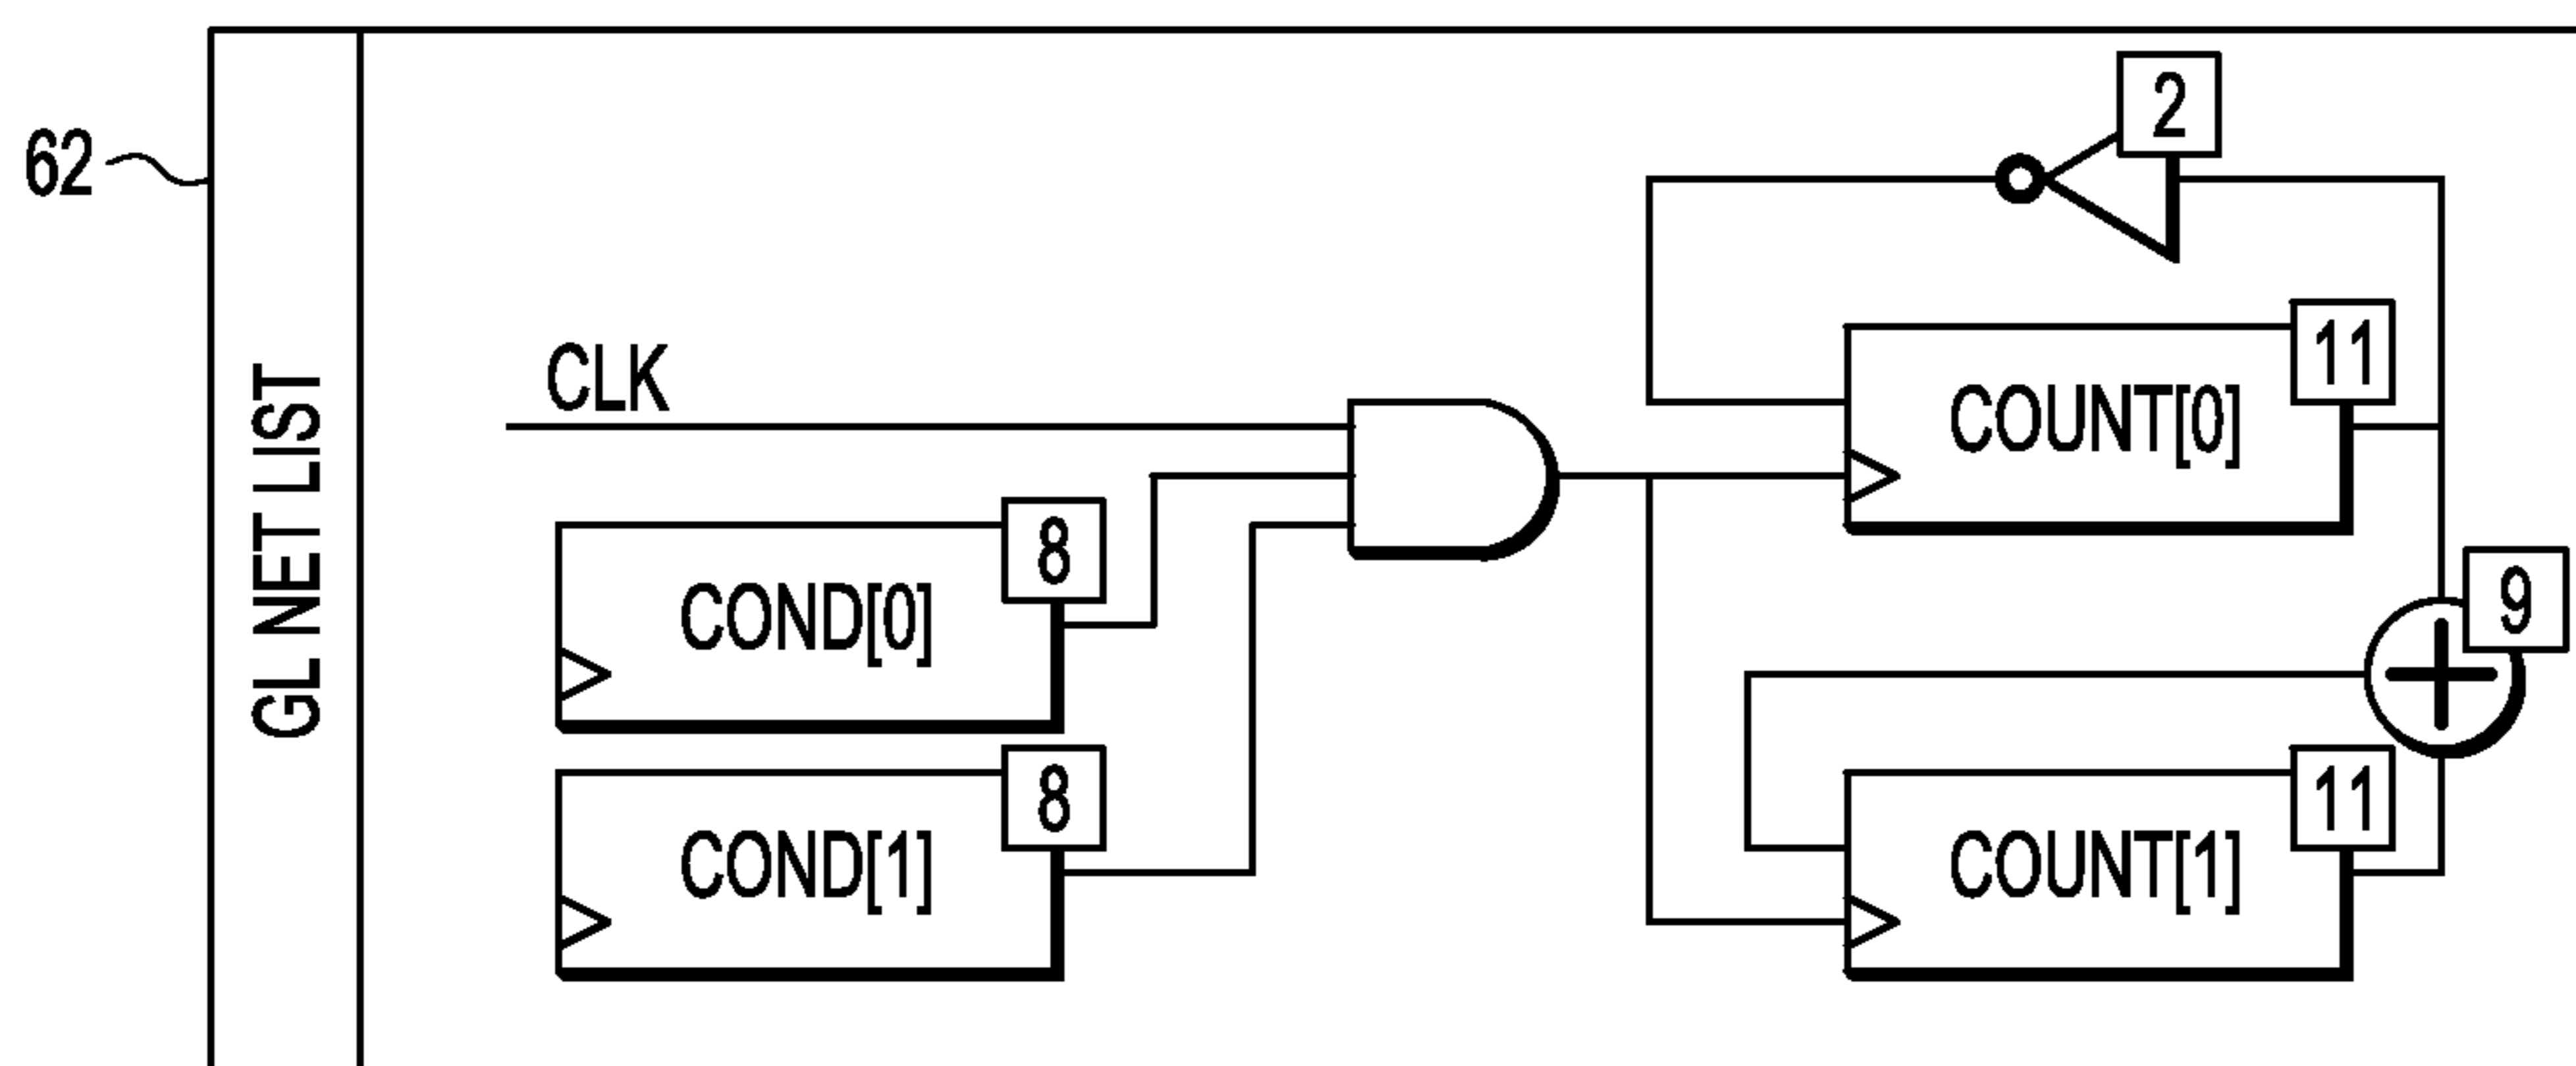 62
GL NET LIST
2
CLK
11
COUNT[0]
8
COND[0]
9
8
COND[1]
11
COUNT[1]